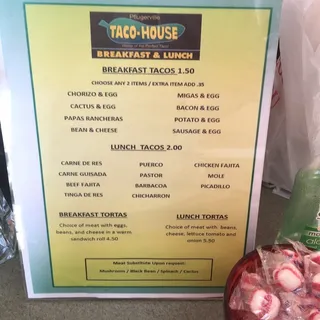 Pflugerville
TACO-HOUSE
BREAKFAST & LUNCH
BREAKFAST TACOS 1.50
CHOOSE ANY 2 ITEMS / EXTRA ITEM ADD .35
CHORIZO & EGG MIGAS & EGG
CACTUS & EGG BACON & EGG
PAPAS RANCHERAS POTATO & EGG
BEAN & CHEESE SAUSAGE & EGG
LUNCH TACOS 2.00
CARNE DE RES PUERCO CHICKEN FAJITA
CARNE GUISADA PASTOR MOLE
BEEF FAJITA BARBACOA PICADILLO
TINGA DE RES CHICHARRON
BREAKFAST TORTAS LUNCH TORTAS
Choice of meat with eggs, Choice of meat with beans,
beans, and cheese in a warm cheese, lettuce tomato and
sandwich roll 4.50 onion 5.50
Meat Substitute Upon request:
Mushroom / Black Bean / Spinach / Cactus